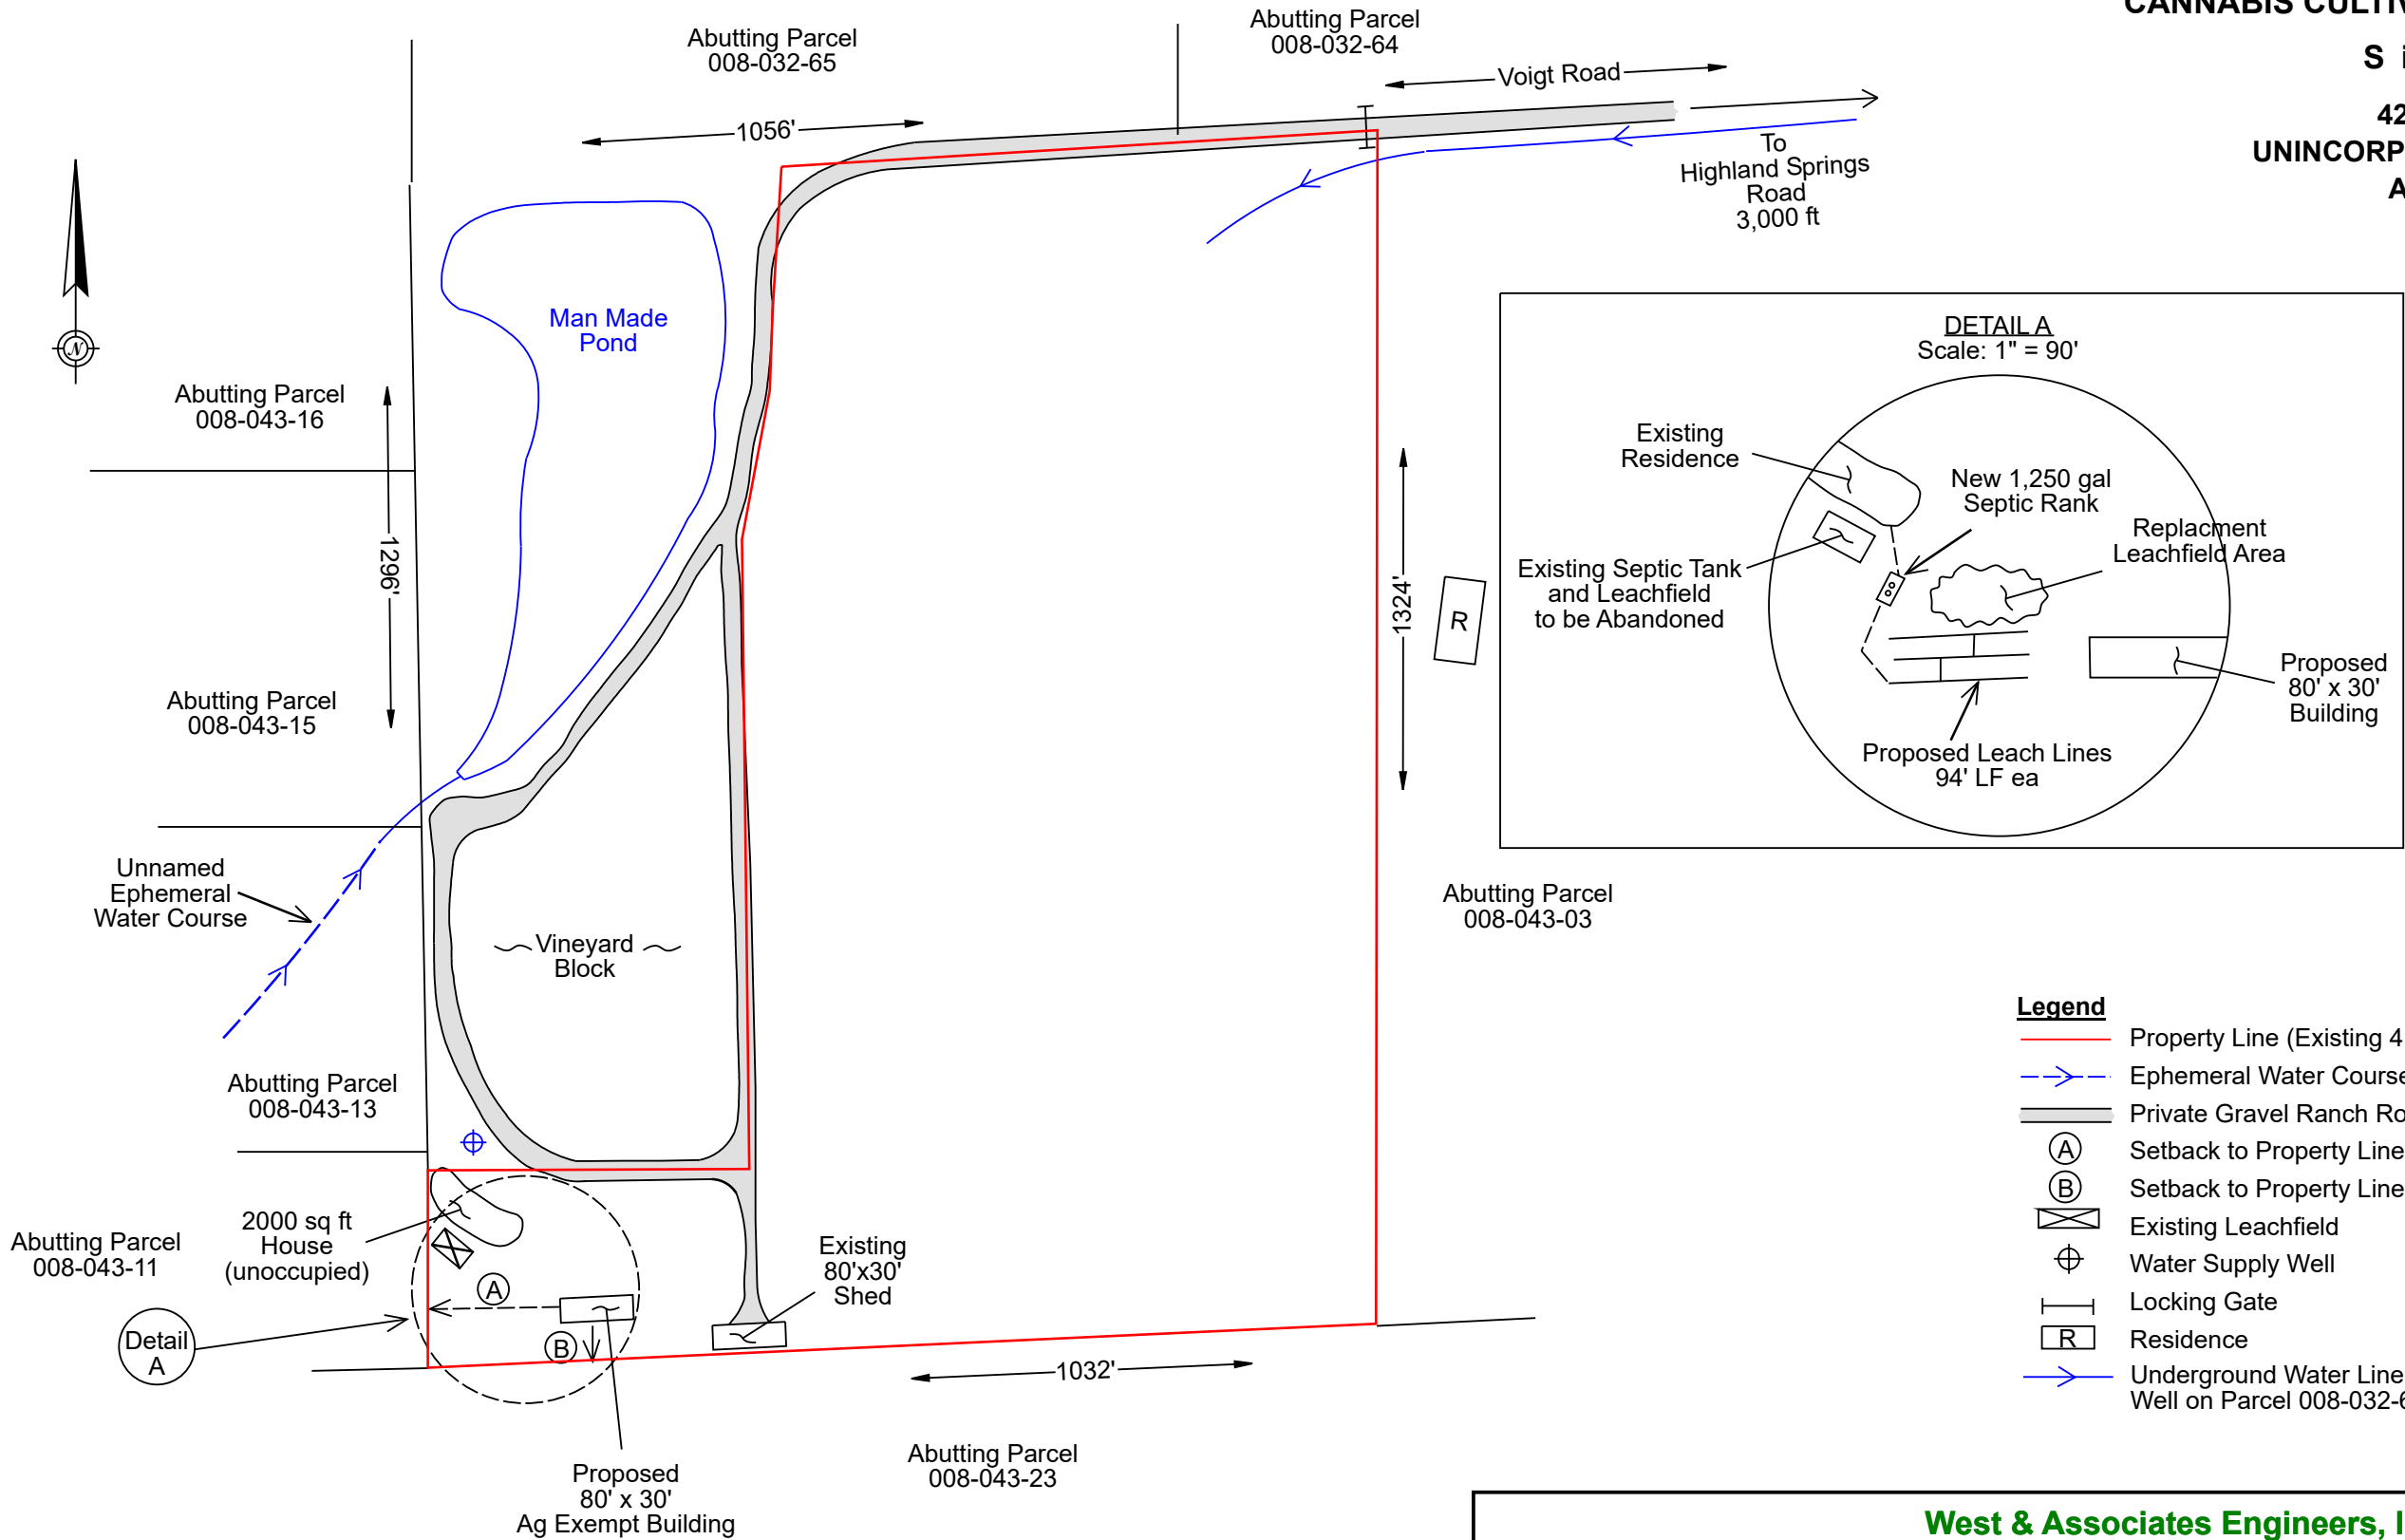 CANNABIS CULTIV
S i
42
UNINCORP
A
Abutting Parcel
008-032-65
Abutting Parcel
008-032-64
Voigt Road
1056'
To
Highland Springs
Road
3,000 ft
Man Made
Pond
N
Abutting Parcel
008-043-16
1296'
Abutting Parcel
008-043-15
1324'
R
DETAIL A
Scale: 1" = 90'
Existing
Residence
New 1,250 gal
Septic Rank
Replacment
Leachfield Area
Existing Septic Tank
and Leachfield
to be Abandoned
Proposed
80' x 30'
Building
Proposed Leach Lines
94' LF ea
Unnamed
Ephemeral
Water Course
Abutting Parcel
008-043-03
Vineyard
Block
Abutting Parcel
008-043-13
2000 sq ft
House
(unoccupied)
Abutting Parcel
008-043-11
Existing
80'x30'
Shed
A
B
Detail
A
1032'
Abutting Parcel
008-043-23
Proposed
80' x 30'
Ag Exempt Building
Legend
Property Line (Existing 4
Ephemeral Water Course
Private Gravel Ranch Ro
A Setback to Property Line
B Setback to Property Line
Existing Leachfield
Water Supply Well
Locking Gate
R Residence
Underground Water Line
Well on Parcel 008-032-6
West & Associates Engineers, I